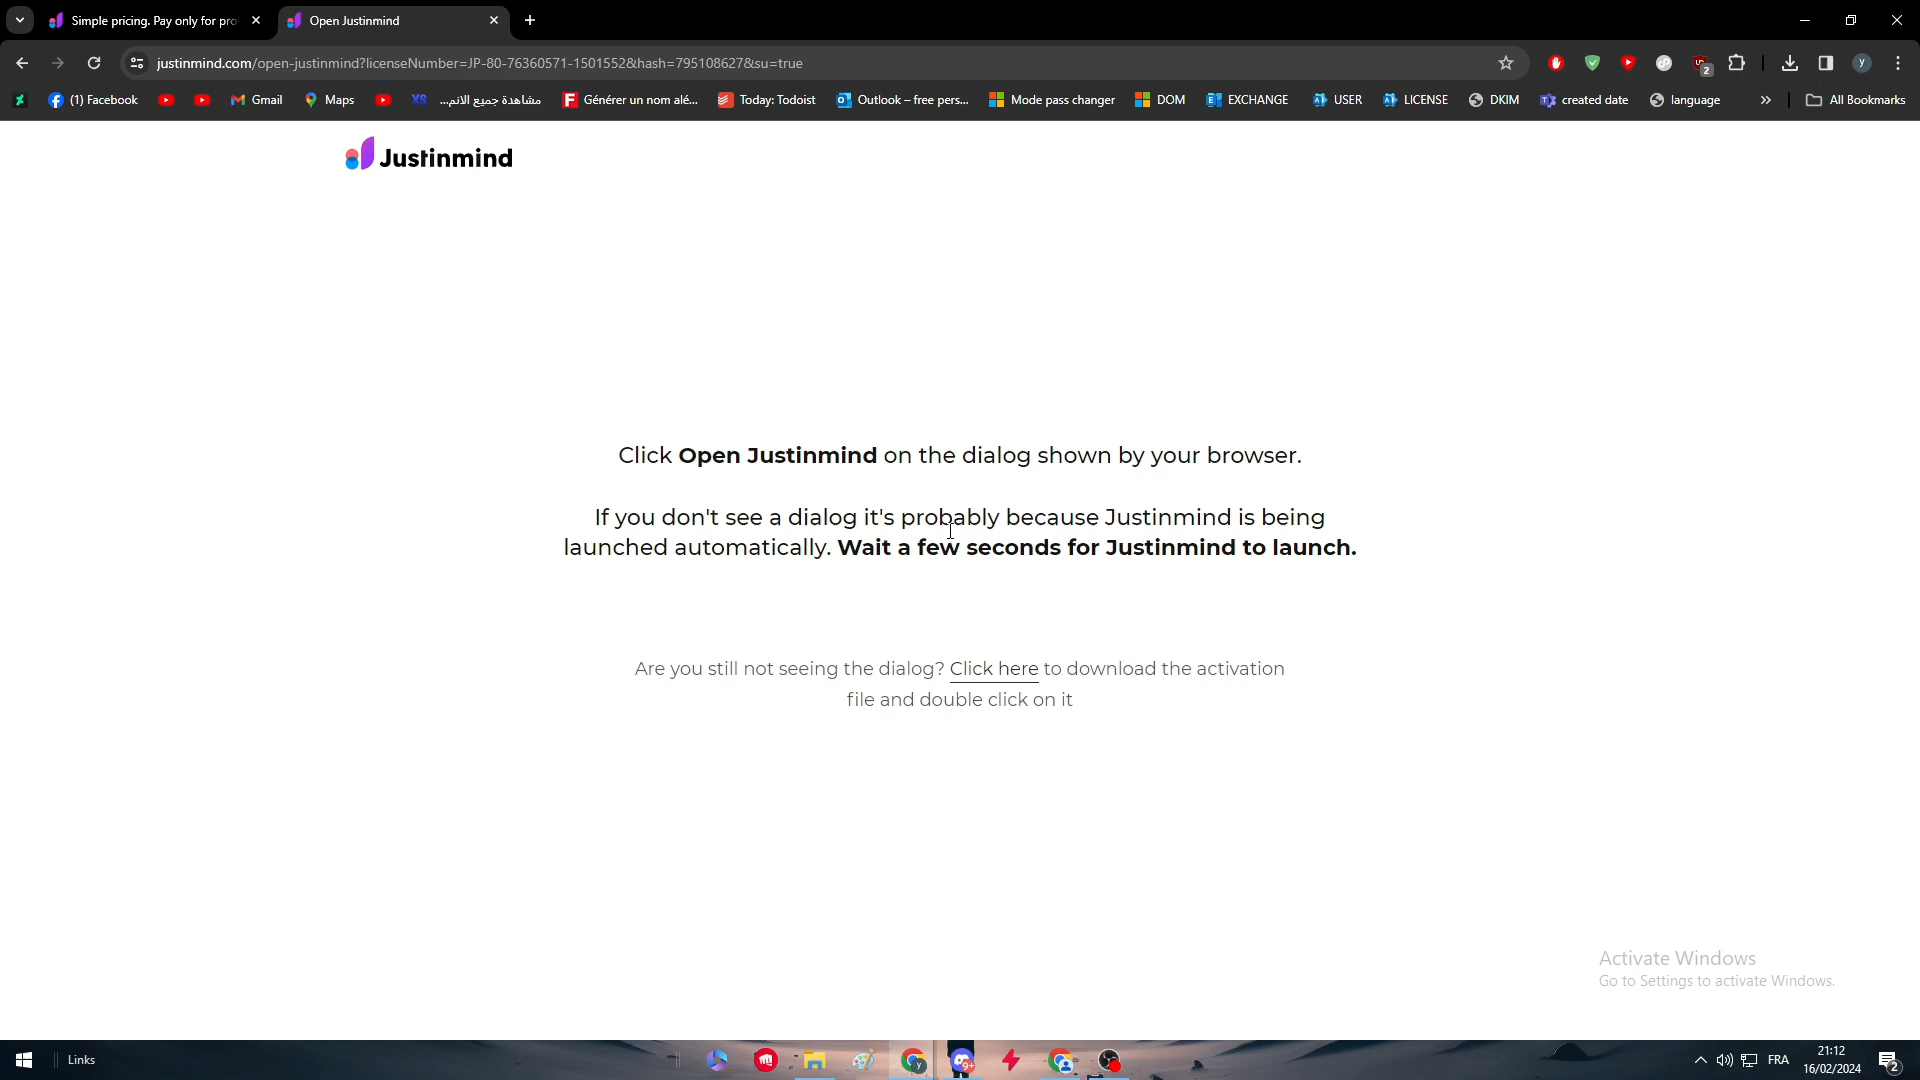 Simple pricing. Pay only for pro
Open Justinmind
justinmind.com/open-justinmind?licenseNumber=JP-80-76360571-1501552&hash=795108627&su=true
2
y
(1) Facebook
Gmail
Maps
XS
مشاهدة جميع الانم...
Générer un nom alé...
Today: Todoist
Outlook – free pers...
Mode pass changer
DOM
EXCHANGE
USER
LICENSE
DKIM
created date
language
»
All Bookmarks
Justinmind
Click Open Justinmind on the dialog shown by your browser.
If you don't see a dialog it's probably because Justinmind is being
launched automatically. Wait a few seconds for Justinmind to launch.
Are you still not seeing the dialog? Click here to download the activation
file and double click on it
Activate Windows
Go to Settings to activate Windows.
Links
y
9+
FRA
21:12
16/02/2024
2